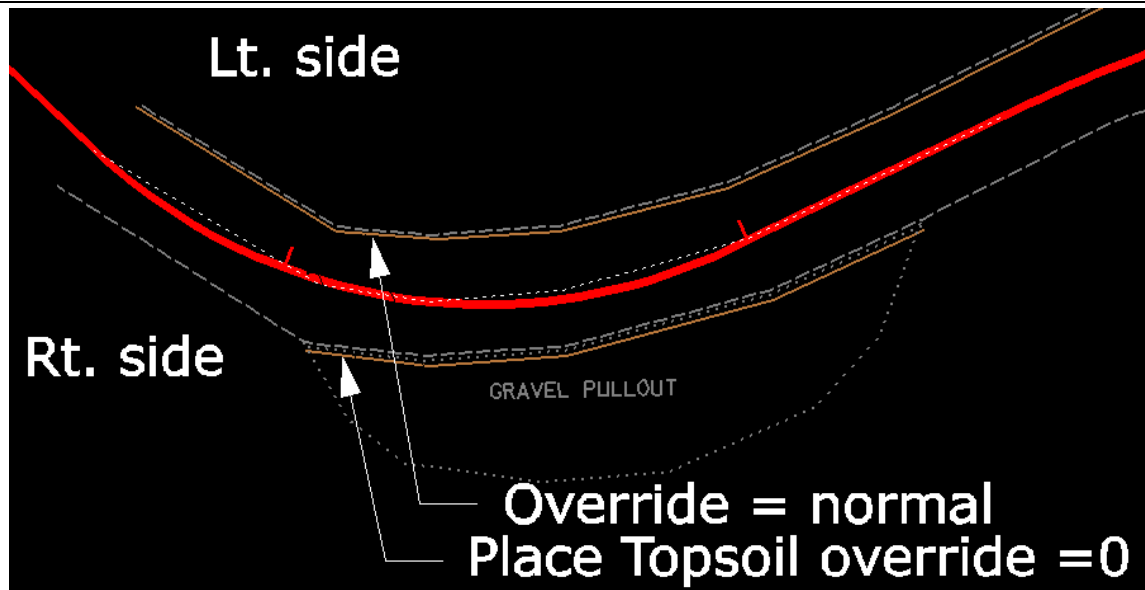 Lt. side
Rt. side
GRAVEL PULLOUT
Override = normal
Place Topsoil override =0